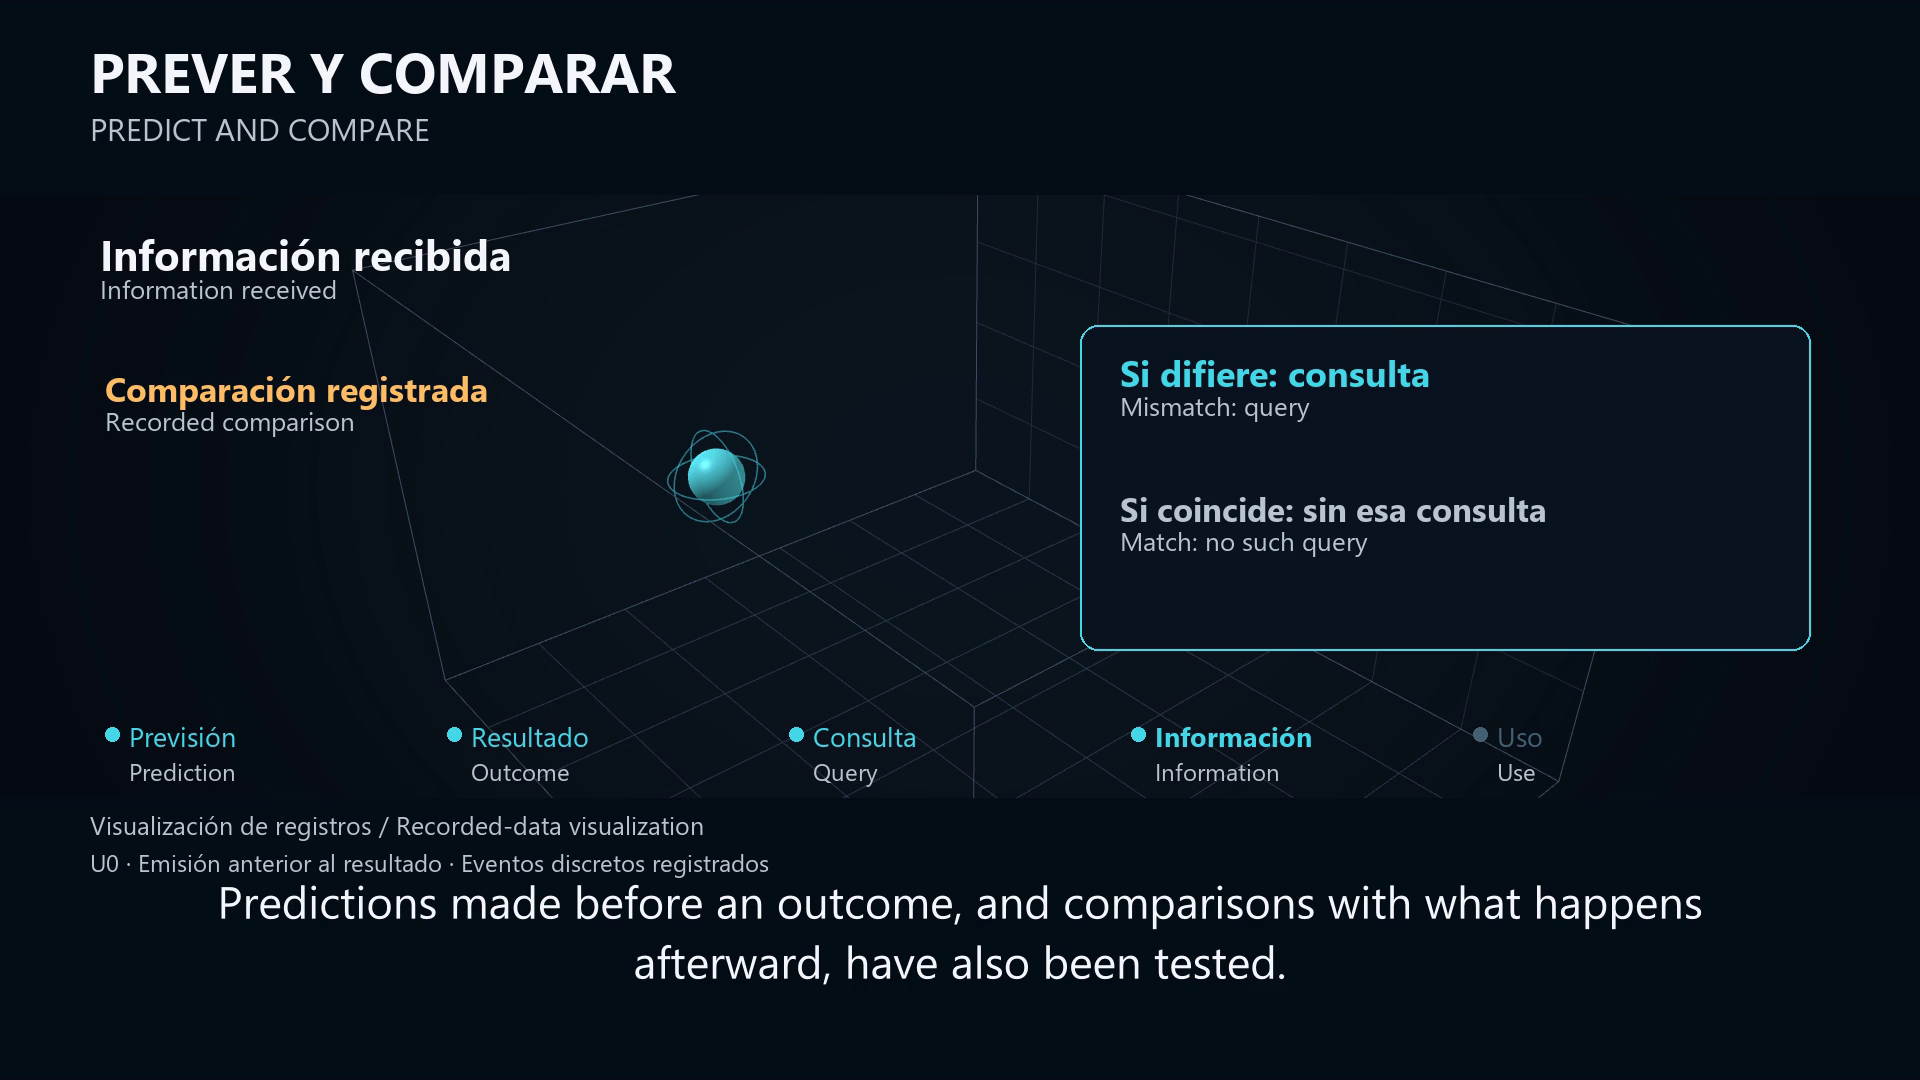 PREVER Y COMPARAR
PREDICT AND COMPARE
Información recibida
Information received
Comparación registrada
Recorded comparison
Si difiere: consulta
Mismatch: query
Si coincide: sin esa consulta
Match: no such query
Previsión
Prediction
Resultado
Outcome
Consulta
Query
Información
Information
Uso
Use
Visualización de registros / Recorded-data visualization
U0 · Emisión anterior al resultado · Eventos discretos registrados
Predictions made before an outcome, and comparisons with what happens
afterward, have also been tested.